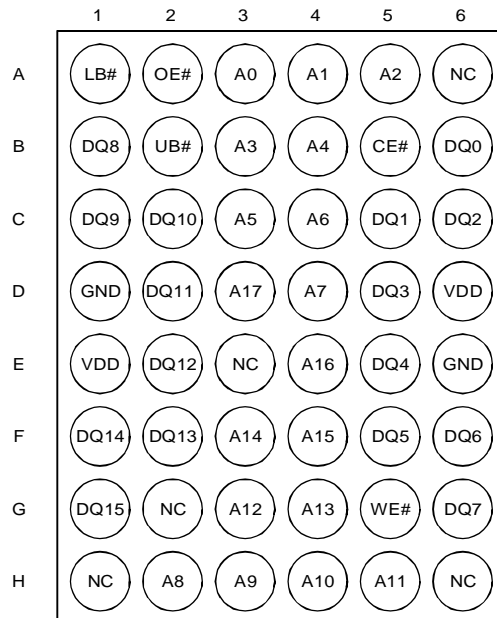 1 2 3 4 5 6
A LB# OE# A0 A1 A2 NC
B DQ8 UB# A3 A4 CE# DQ0
C DQ9 DQ10 A5 A6 DQ1 DQ2
D GND DQ11 A17 A7 DQ3 VDD
E VDD DQ12 NC A16 DQ4 GND
F DQ14 DQ13 A14 A15 DQ5 DQ6
G DQ15 NC A12 A13 WE# DQ7
H NC A8 A9 A10 A11 NC